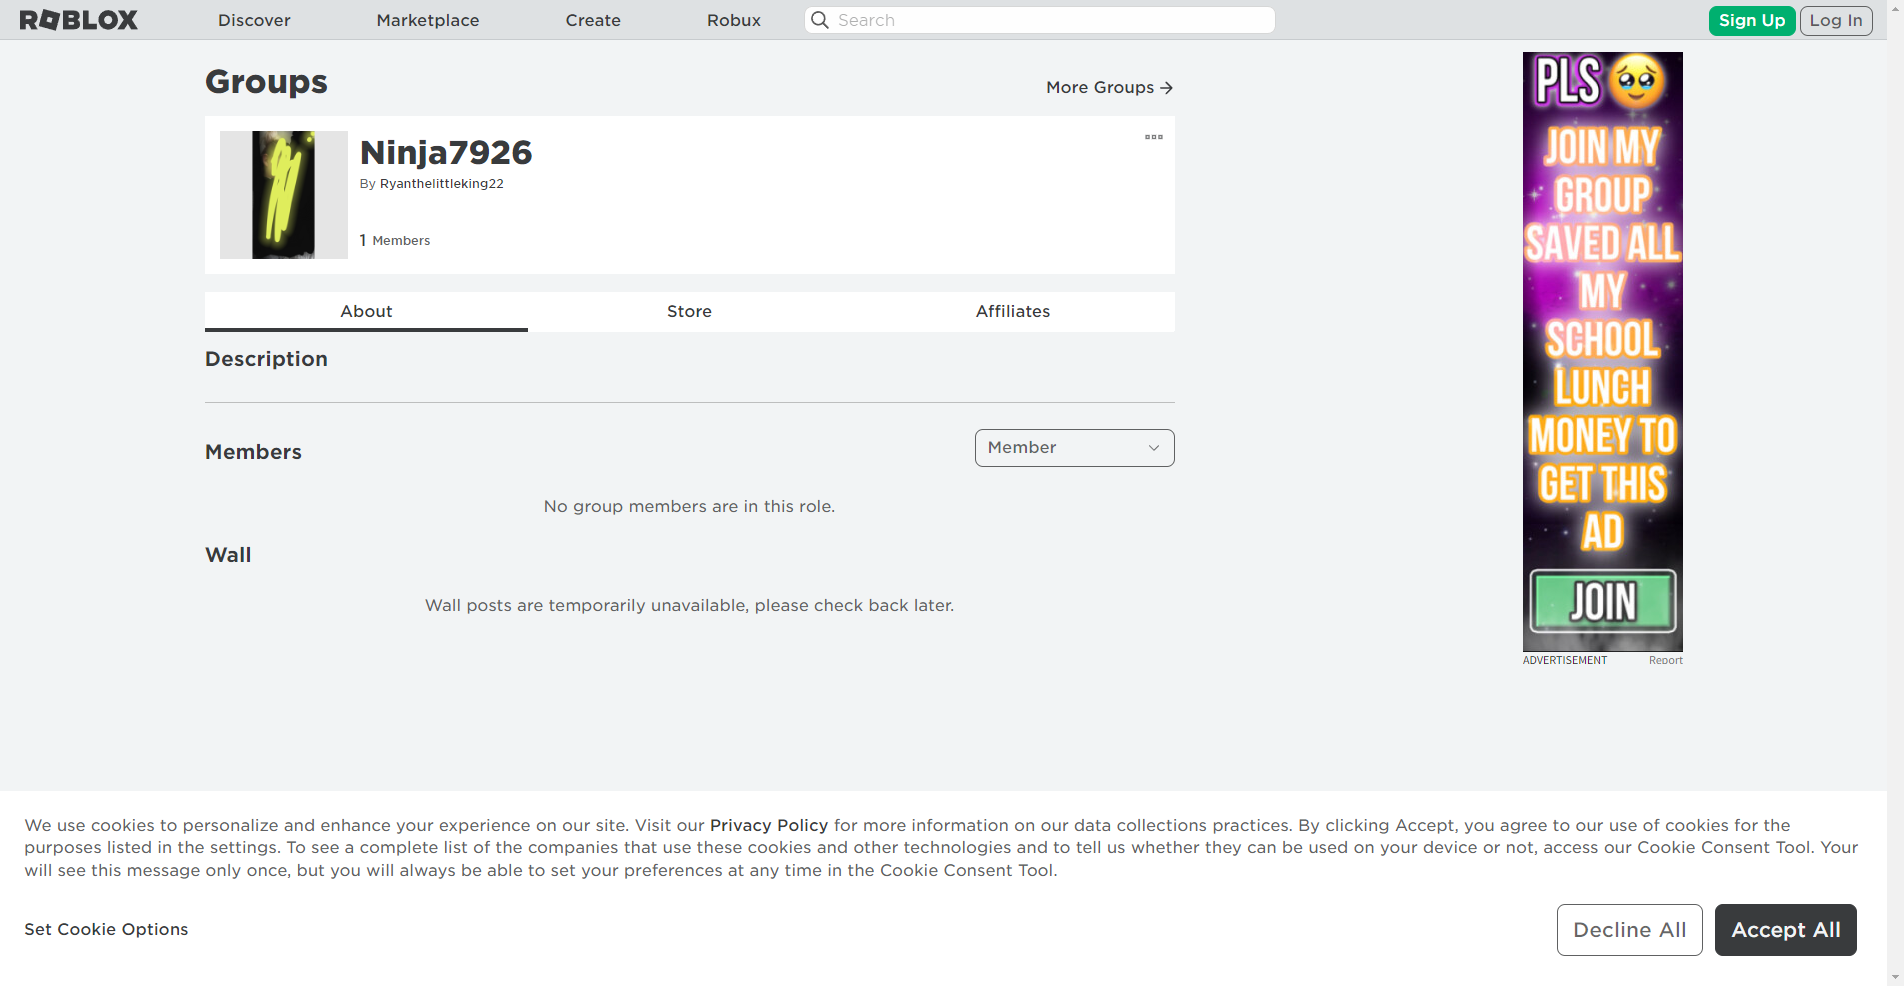 ROBLOX
Discover
Marketplace
Create
Robux
Search
Sign Up
Log In
Groups
More Groups
Ninja7926
By Ryanthelittleking22
1 Members
About
Store
Affiliates
Description
Members
Member
No group members are in this role.
Wall
Wall posts are temporarily unavailable, please check back later.
PLS
JOIN MY
GROUP
SAVED ALL
MY
SCHOOL
LUNCH
MONEY TO
GET THIS
AD
JOIN
ADVERTISEMENT
Report
We use cookies to personalize and enhance your experience on our site. Visit our Privacy Policy for more information on our data collections practices. By clicking Accept, you agree to our use of cookies for the
purposes listed in the settings. To see a complete list of the companies that use these cookies and other technologies and to tell us whether they can be used on your device or not, access our Cookie Consent Tool. Your
will see this message only once, but you will always be able to set your preferences at any time in the Cookie Consent Tool.
Set Cookie Options
Decline All
Accept All